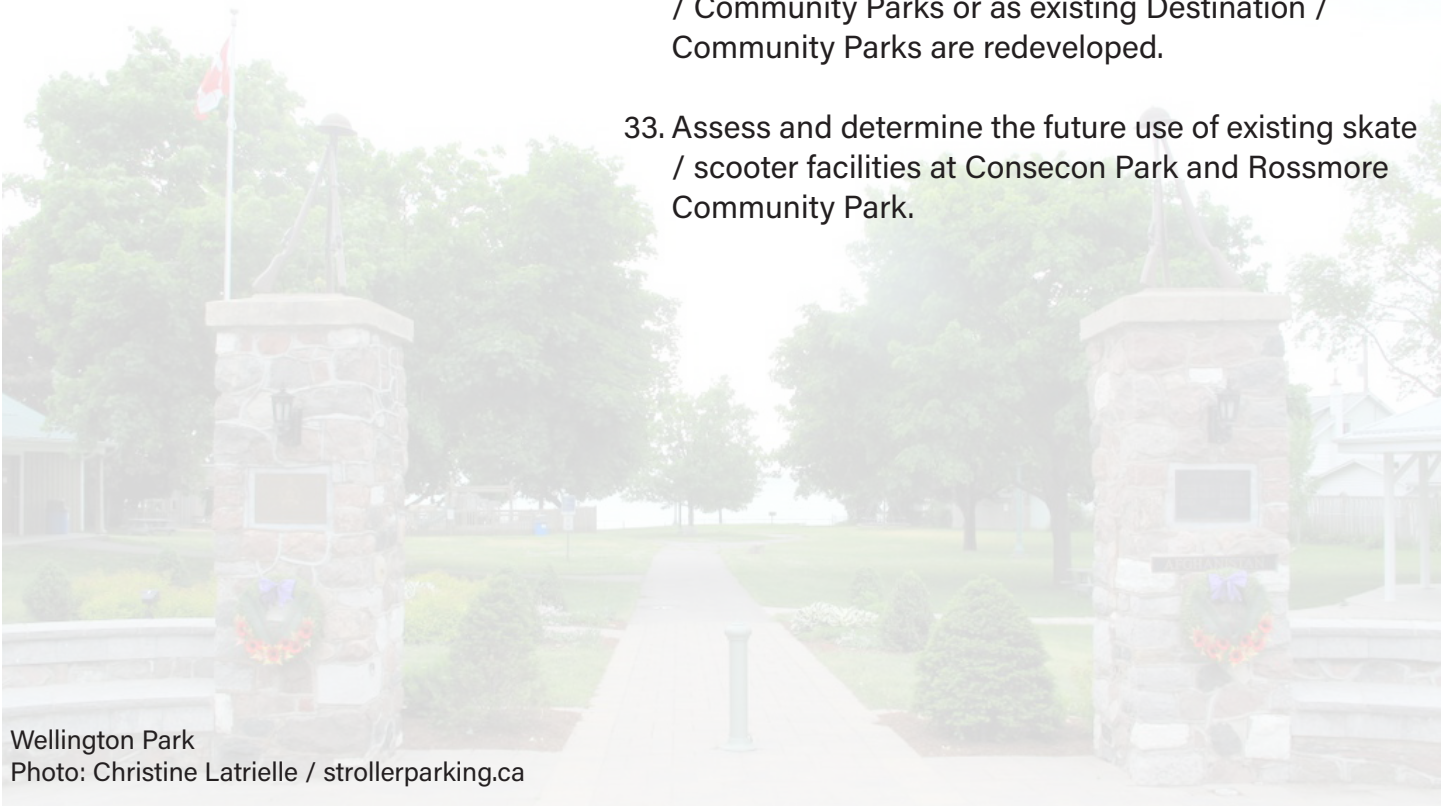 / Community Parks or as existing Destination /
Community Parks are redeveloped.
33. Assess and determine the future use of existing skate
/ scooter facilities at Consecon Park and Rossmore
Community Park.
AFGHANISTAN
Wellington Park
Photo: Christine Latrielle / strollerparking.ca